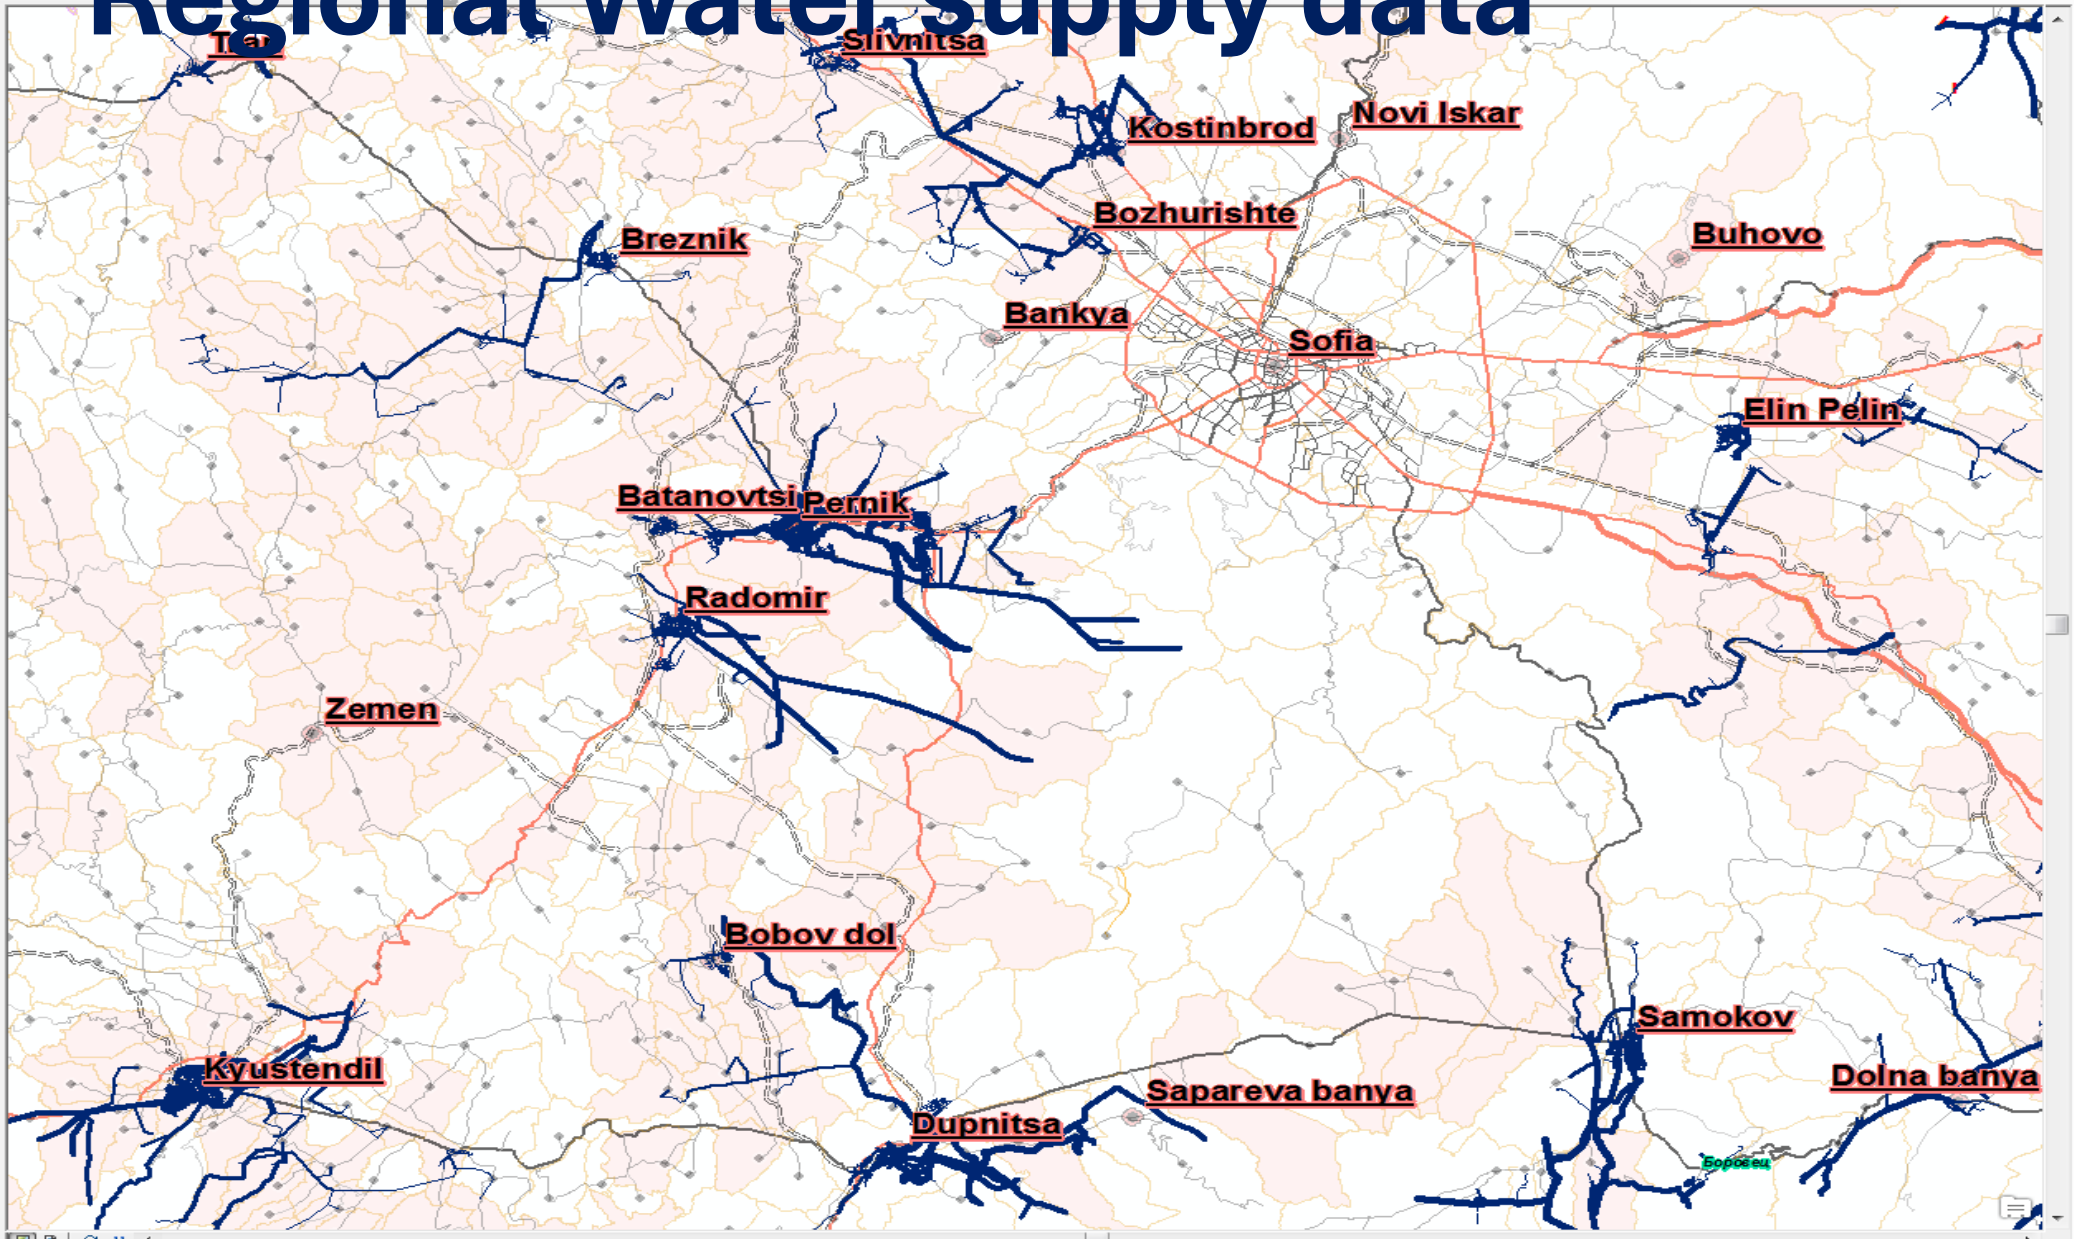 Regional Water supply data
Slivnitsa
Novi Iskar
Kostinbrod
Bozhurishte
Buhovo
Breznik
Bankya
Sofia
Elin Pelin
Batanovtsi
Pernik
Radomir
Zemen
Bobov dol
Samokov
Kyustendil
Dolna banya
Sapareva banya
Dupnitsa
Боровец